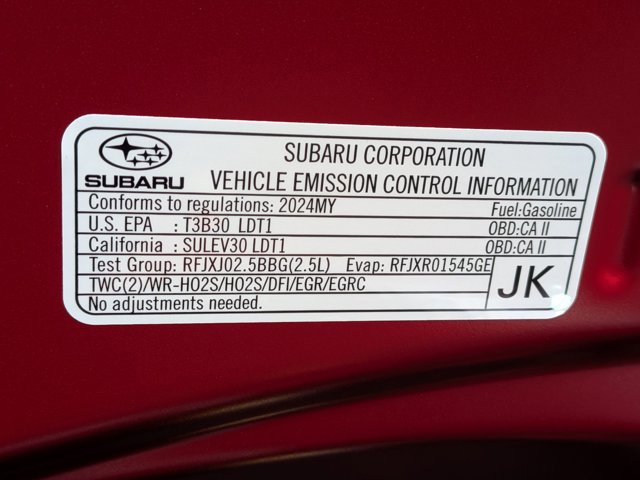 SUBARU CORPORATION
SUBARU
VEHICLE EMISSION CONTROL INFORMATION
Conforms to regulations: 2024MY Fuel:Gasoline
U.S. EPA : T3B30 LDT1 OBD:CA II
California : SULEV30 LDT1 OBD:CA II
Test Group: RFJXJ02.5BBG(2.5L) Evap: RFJXR01545GE
TWC(2)/WR-HO2S/HO2S/DFI/EGR/EGRC
No adjustments needed.
JK